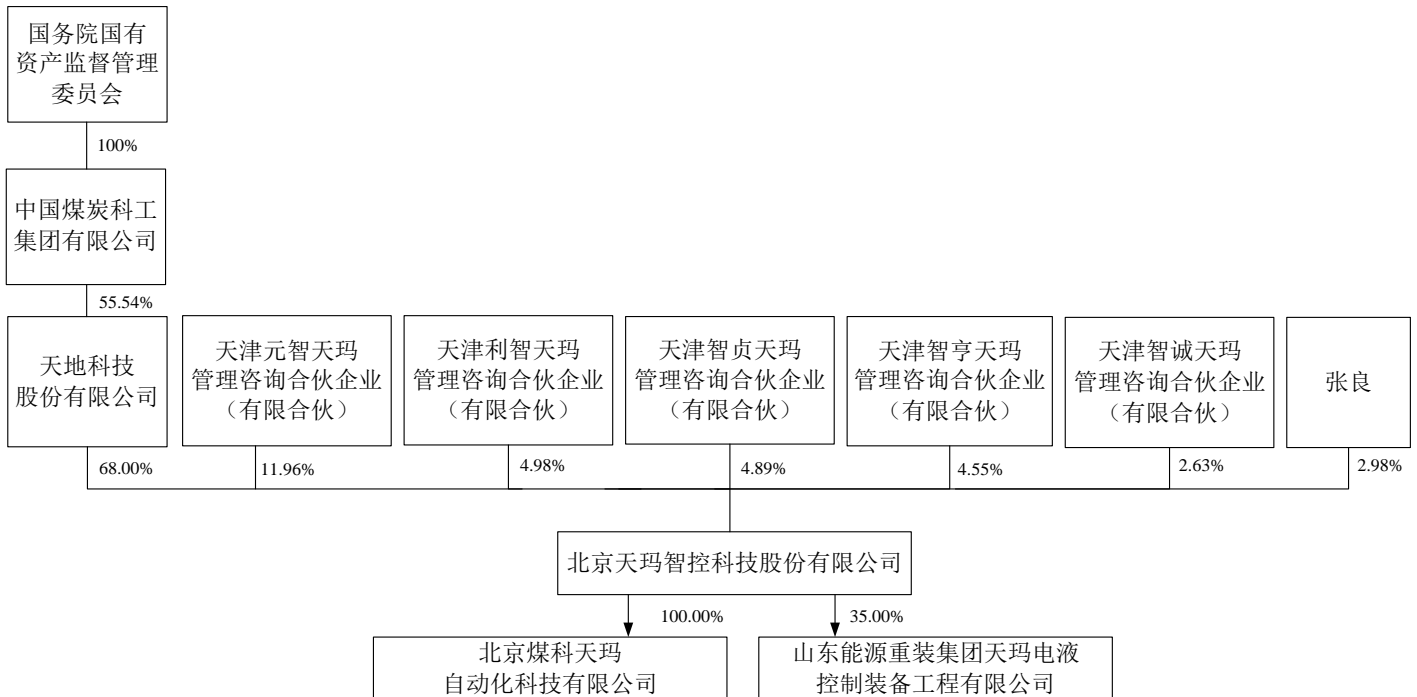 国务院国有
资产监督管理
委员会
100%
中国煤炭科工
集团有限公司
55.54%
天地科技
股份有限公司
天津元智天玛
管理咨询合伙企业
（有限合伙）
天津利智天玛
管理咨询合伙企业
（有限合伙）
天津智贞天玛
管理咨询合伙企业
（有限合伙）
天津智亨天玛
管理咨询合伙企业
（有限合伙）
天津智诚天玛
管理咨询合伙企业
（有限合伙）
张良
68.00%
11.96%
4.98%
4.89%
4.55%
2.63%
2.98%
北京天玛智控科技股份有限公司
100.00%
35.00%
北京煤科天玛
自动化科技有限公司
山东能源重装集团天玛电液
控制装备工程有限公司